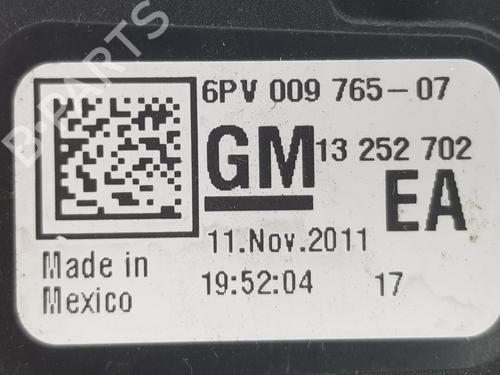 6PV 009 765-07
GM 13 252 702
EA
11.Nov.2011
Made in
Mexico
19:52:04 17
B-PARTS